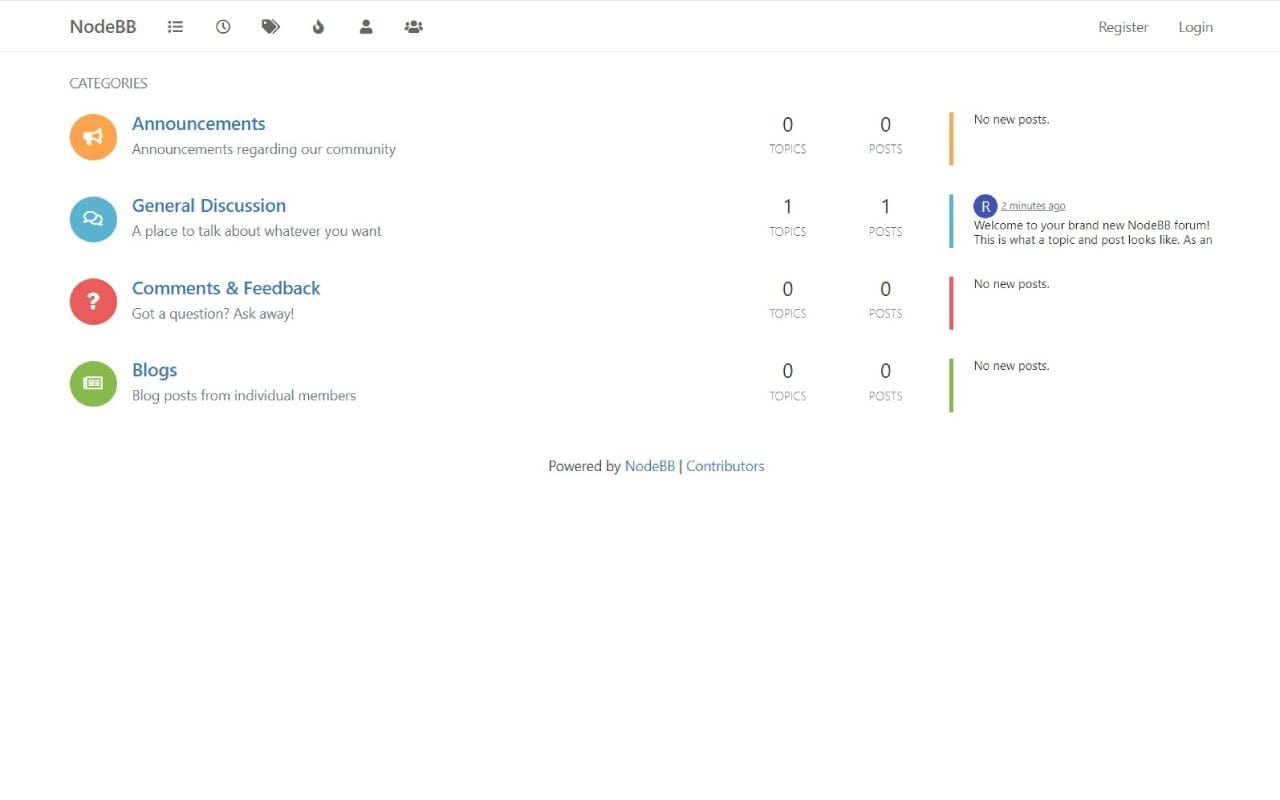 NodeBB Register Login
CATEGORIES
Announcements
Announcements regarding our community
0
TOPICS
0
POSTS
No new posts.
General Discussion
A place to talk about whatever you want
1
TOPICS
1
POSTS
R 2 minutes ago
Welcome to your brand new NodeBB forum!
This is what a topic and post looks like. As an
Comments & Feedback
Got a question? Ask away!
0
TOPICS
0
POSTS
No new posts.
Blogs
Blog posts from individual members
0
TOPICS
0
POSTS
No new posts.
Powered by NodeBB | Contributors